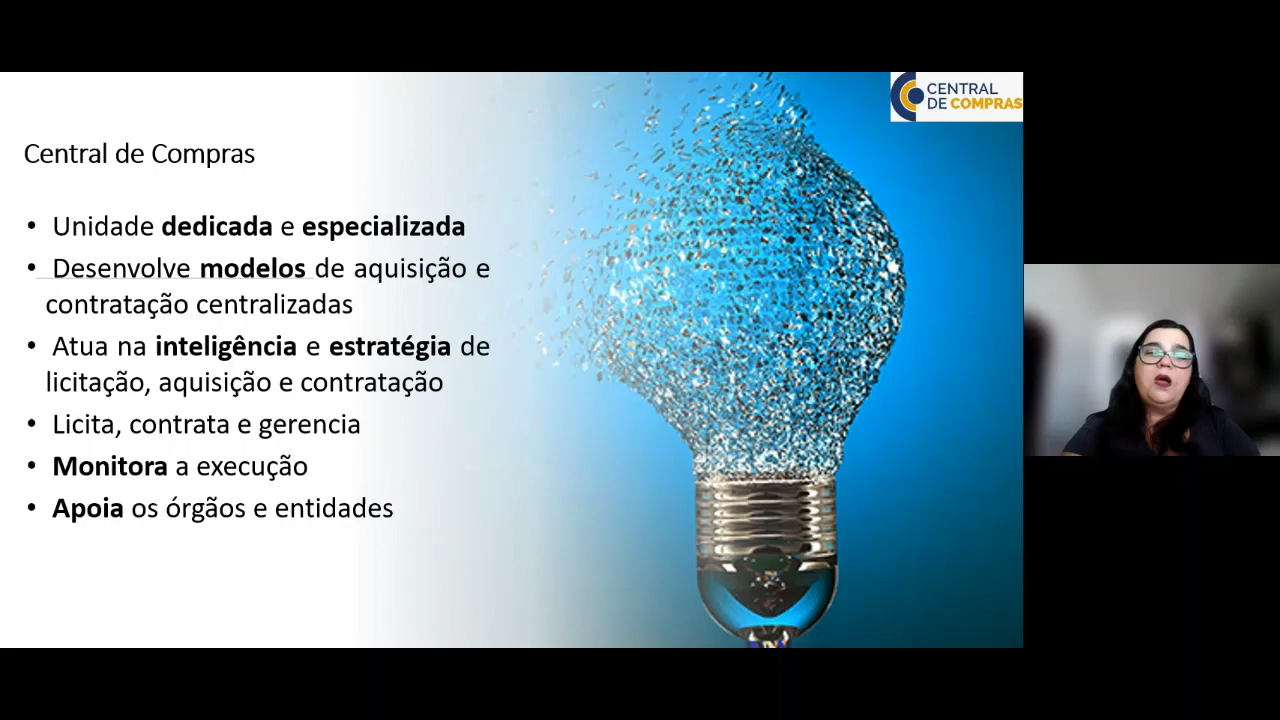 CENTRAL
DE COMPRAS
Central de Compras
• Unidade dedicada e especializada
• Desenvolve modelos de aquisição e
contratação centralizadas
• Atua na inteligência e estratégia de
licitação, aquisição e contratação
• Licita, contrata e gerencia
• Monitora a execução
• Apoia os órgãos e entidades